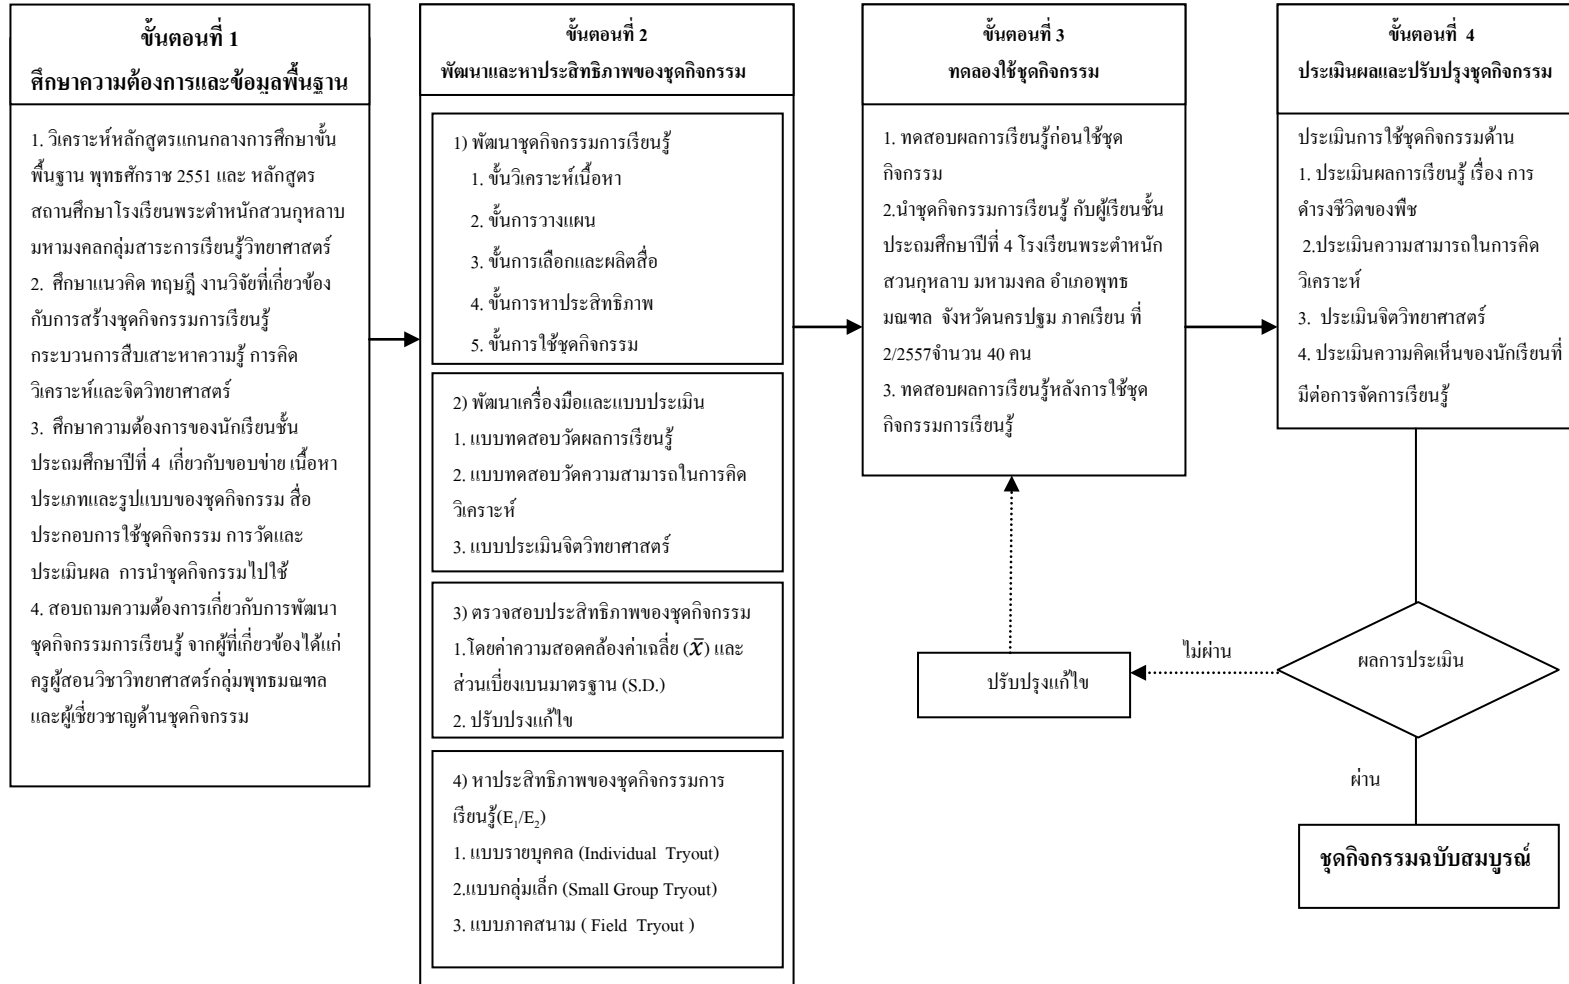 ขั้นตอนที่ 1
ศึกษาความต้องการและข้อมูลพื้นฐาน
1. วิเคราะห์หลักสูตรแกนกลางการศึกษาขั้น
พื้นฐาน พุทธศักราช 2551 และ หลักสูตร
สถานศึกษาโรงเรียนพระตำหนักสวนกุหลาบ
มหามงคลกลุ่มสาระการเรียนรู้วิทยาศาสตร์
2. ศึกษาแนวคิด ทฤษฎี งานวิจัยที่เกี่ยวข้อง
กับการสร้างชุดกิจกรรมการเรียนรู้
กระบวนการสืบเสาะหาความรู้ การคิด
วิเคราะห์และจิตวิทยาศาสตร์
3. ศึกษาความต้องการของนักเรียนชั้น
ประถมศึกษาปีที่ 4 เกี่ยวกับขอบข่าย เนื้อหา
ประเภทและรูปแบบของชุดกิจกรรม สื่อ
ประกอบการใช้ชุดกิจกรรม การวัดและ
ประเมินผล การนำชุดกิจกรรมไปใช้
4. สอบถามความต้องการเกี่ยวกับการพัฒนา
ชุดกิจกรรมการเรียนรู้ จากผู้ที่เกี่ยวข้องได้แก่
ครูผู้สอนวิชาวิทยาศาสตร์กลุ่มพุทธมณฑล
และผู้เชี่ยวชาญด้านชุดกิจกรรม
ขั้นตอนที่ 2
พัฒนาและหาประสิทธิภาพของชุดกิจกรรม
1) พัฒนาชุดกิจกรรมการเรียนรู้
1. ขั้นวิเคราะห์เนื้อหา
2. ขั้นการวางแผน
3. ขั้นการเลือกและผลิตสื่อ
4. ขั้นการหาประสิทธิภาพ
5. ขั้นการใช้ชุดกิจกรรม
2) พัฒนาเครื่องมือและแบบประเมิน
1. แบบทดสอบวัดผลการเรียนรู้
2. แบบทดสอบวัดความสามารถในการคิด
วิเคราะห์
3. แบบประเมินจิตวิทยาศาสตร์
3) ตรวจสอบประสิทธิภาพของชุดกิจกรรม
1.โดยค่าความสอดคล้องค่าเฉลี่ย (x̄) และ
ส่วนเบี่ยงเบนมาตรฐาน (S.D.)
2. ปรับปรุงแก้ไข
4) หาประสิทธิภาพของชุดกิจกรรมการ
เรียนรู้(E₁/E₂)
1. แบบรายบุคคล (Individual Tryout)
2.แบบกลุ่มเล็ก (Small Group Tryout)
3. แบบภาคสนาม ( Field Tryout )
ขั้นตอนที่ 3
ทดลองใช้ชุดกิจกรรม
1. ทดสอบผลการเรียนรู้ก่อนใช้ชุด
กิจกรรม
2.นำชุดกิจกรรมการเรียนรู้ กับผู้เรียนชั้น
ประถมศึกษาปีที่ 4 โรงเรียนพระตำหนัก
สวนกุหลาบ มหามงคล อำเภอพุทธ
มณฑล จังหวัดนครปฐม ภาคเรียน ที่
2/2557จำนวน 40 คน
3. ทดสอบผลการเรียนรู้หลังการใช้ชุด
กิจกรรมการเรียนรู้
ขั้นตอนที่ 4
ประเมินผลและปรับปรุงชุดกิจกรรม
ประเมินการใช้ชุดกิจกรรมด้าน
1. ประเมินผลการเรียนรู้ เรื่อง การ
ดำรงชีวิตของพืช
2.ประเมินความสามารถในการคิด
วิเคราะห์
3. ประเมินจิตวิทยาศาสตร์
4. ประเมินความคิดเห็นของนักเรียนที่
มีต่อการจัดการเรียนรู้
ผลการประเมิน
ไม่ผ่าน
ปรับปรุงแก้ไข
ผ่าน
ชุดกิจกรรมฉบับสมบูรณ์